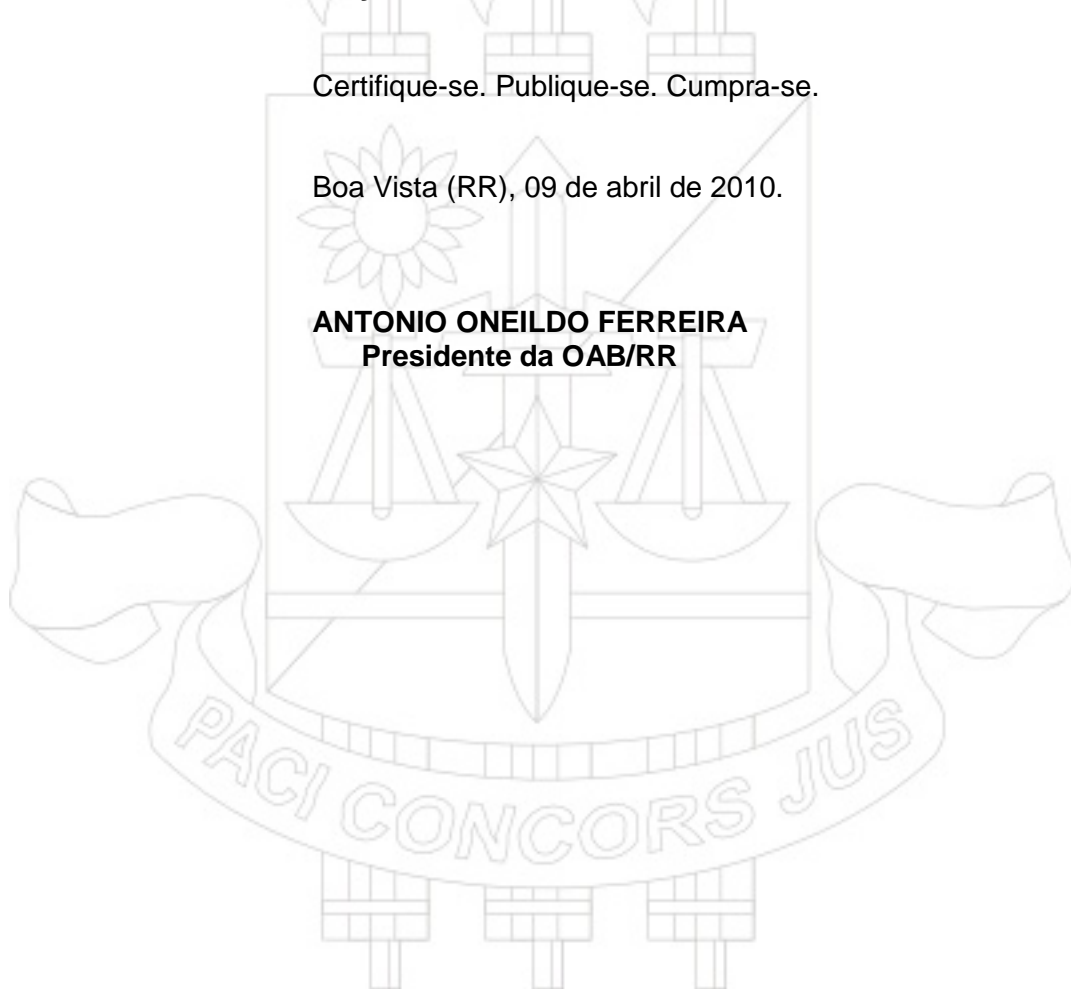 Certifique-se. Publique-se. Cumpra-se.
Boa Vista (RR), 09 de abril de 2010.
ANTONIO ONEILDO FERREIRA
Presidente da OAB/RR
PACI CONCORS JUS